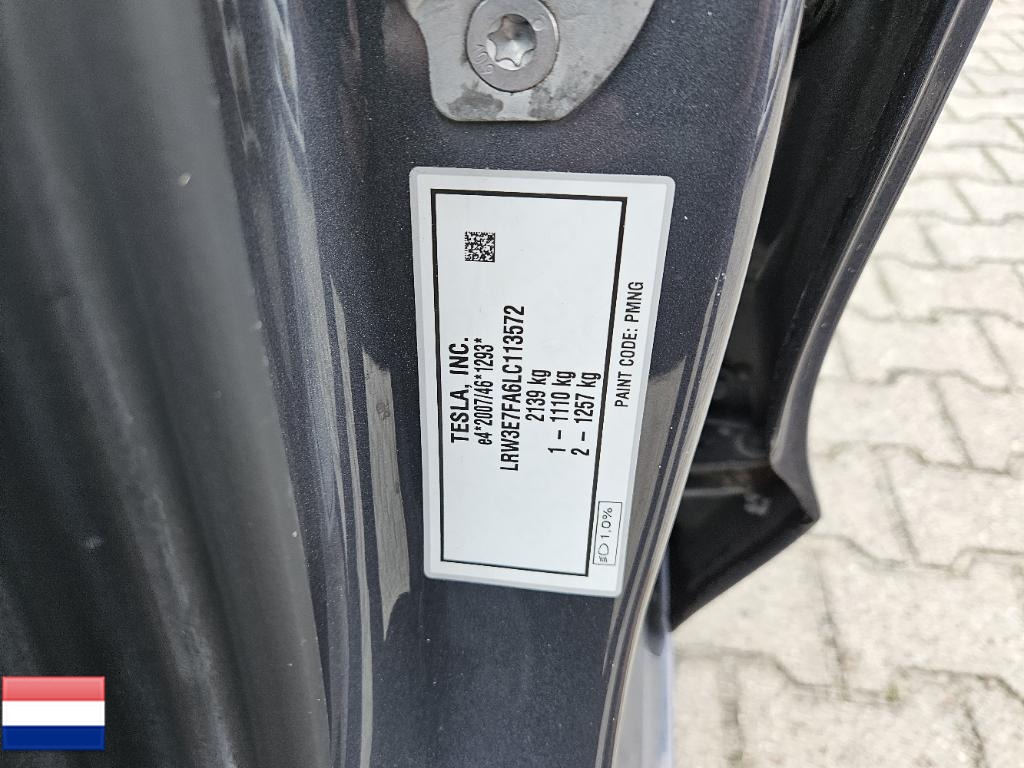 TESLA, INC.
e4*2007/46*1293*
LRW3E7FA6LC113572
2139 kg
1 – 1110 kg
2 – 1257 kg
PAINT CODE: PMNG
1,0%